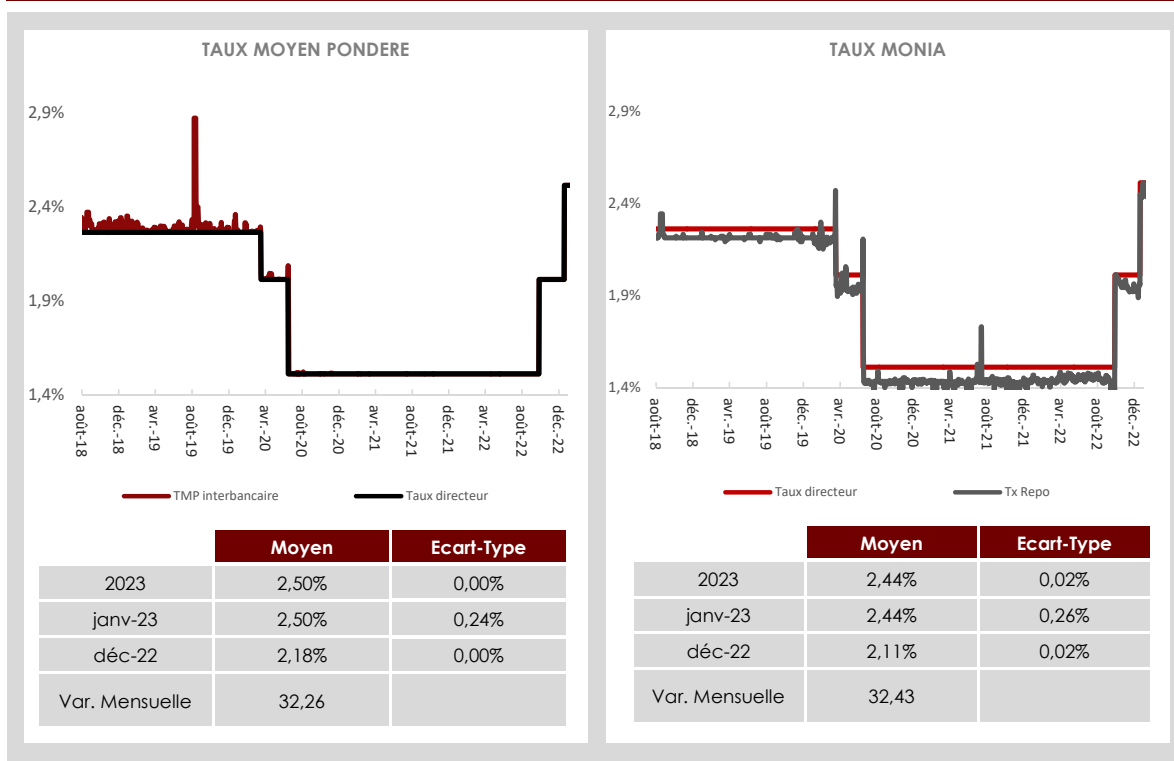 TAUX MOYEN PONDERE
2,9%
2,4%
1,9%
1,4%
août-18
déc.-18
avr.-19
août-19
déc.-19
avr.-20
août-20
déc.-20
avr.-21
août-21
déc.-21
avr.-22
août-22
déc.-22
TMP interbancaire
Taux directeur
Moyen Ecart-Type
2023 2,50% 0,00%
janv-23 2,50% 0,24%
déc-22 2,18% 0,00%
Var. Mensuelle 32,26
TAUX MONIA
2,9%
2,4%
1,9%
1,4%
août-18
déc.-18
avr.-19
août-19
déc.-19
avr.-20
août-20
déc.-20
avr.-21
août-21
déc.-21
avr.-22
août-22
déc.-22
Taux directeur
Tx Repo
Moyen Ecart-Type
2023 2,44% 0,02%
janv-23 2,44% 0,26%
déc-22 2,11% 0,02%
Var. Mensuelle 32,43